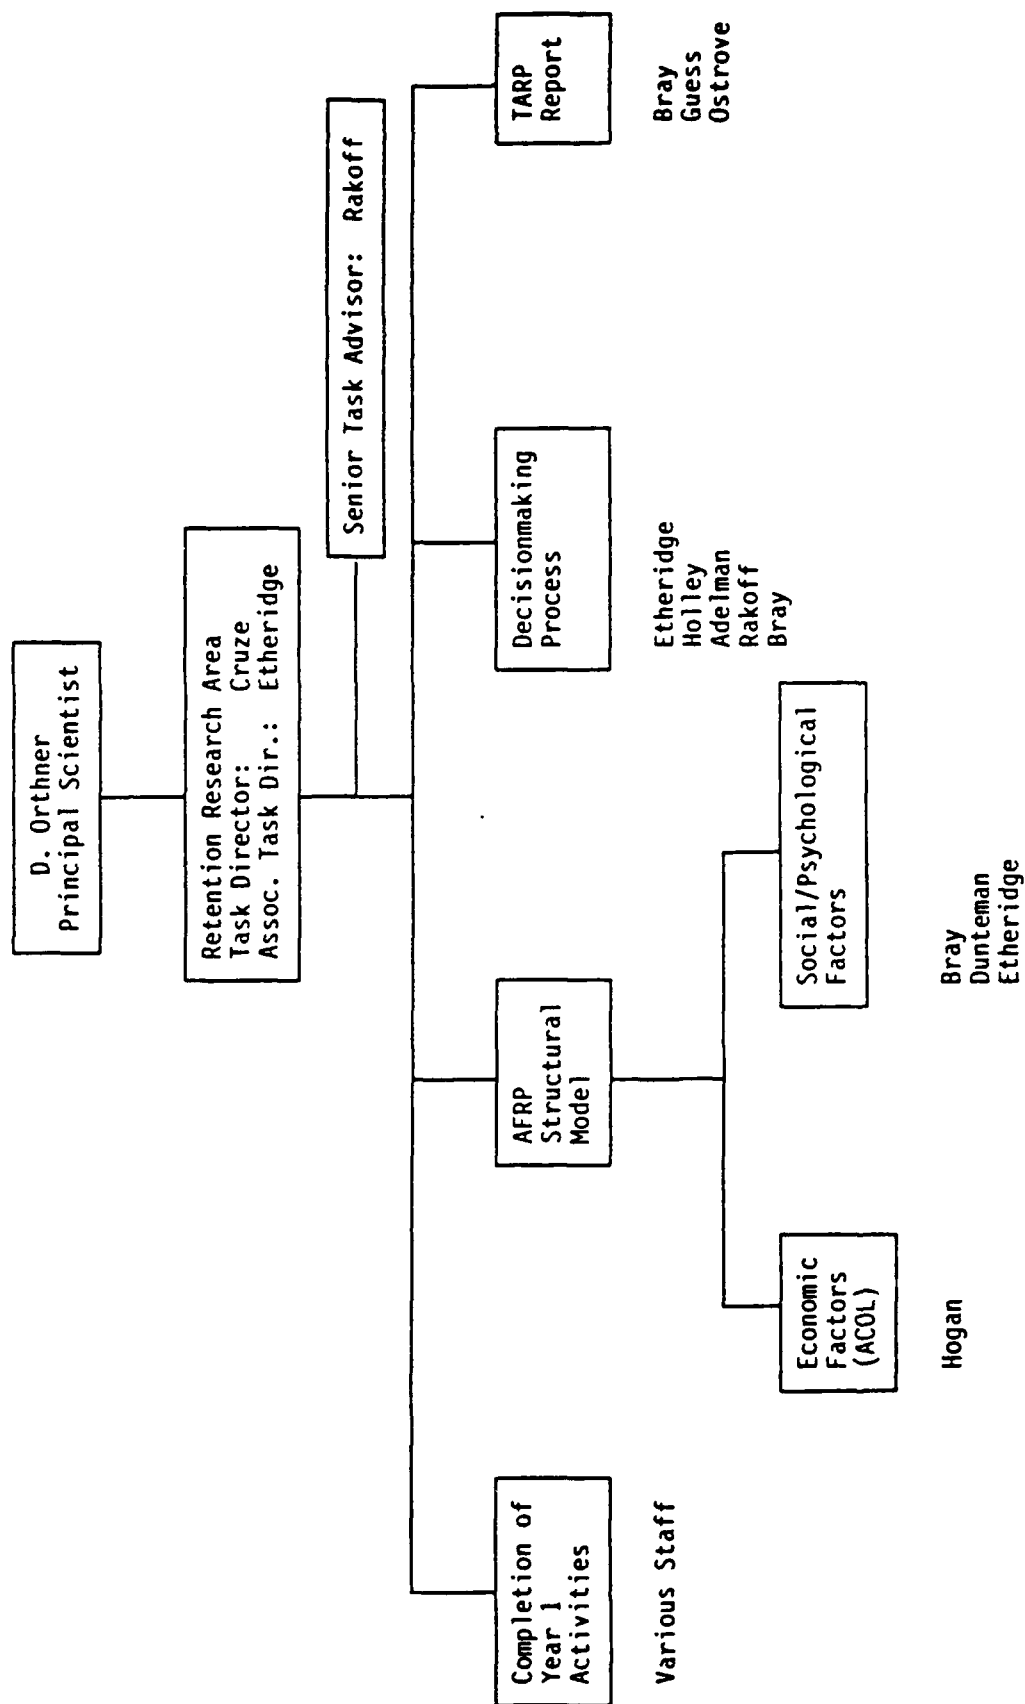 D. Orthner
Principal Scientist
Retention Research Area
Task Director: Cruze
Assoc. Task Dir.: Etheridge
Senior Task Advisor: Rakoff
Completion of
Year 1
Activities
Various Staff
AFRP
Structural
Model
Economic
Factors
(ACOL)
Hogan
Social/Psychological
Factors
Bray
Dunteman
Etheridge
Decisionmaking
Process
Etheridge
Holley
Adelman
Rakoff
Bray
TARP
Report
Bray
Guess
Ostrove